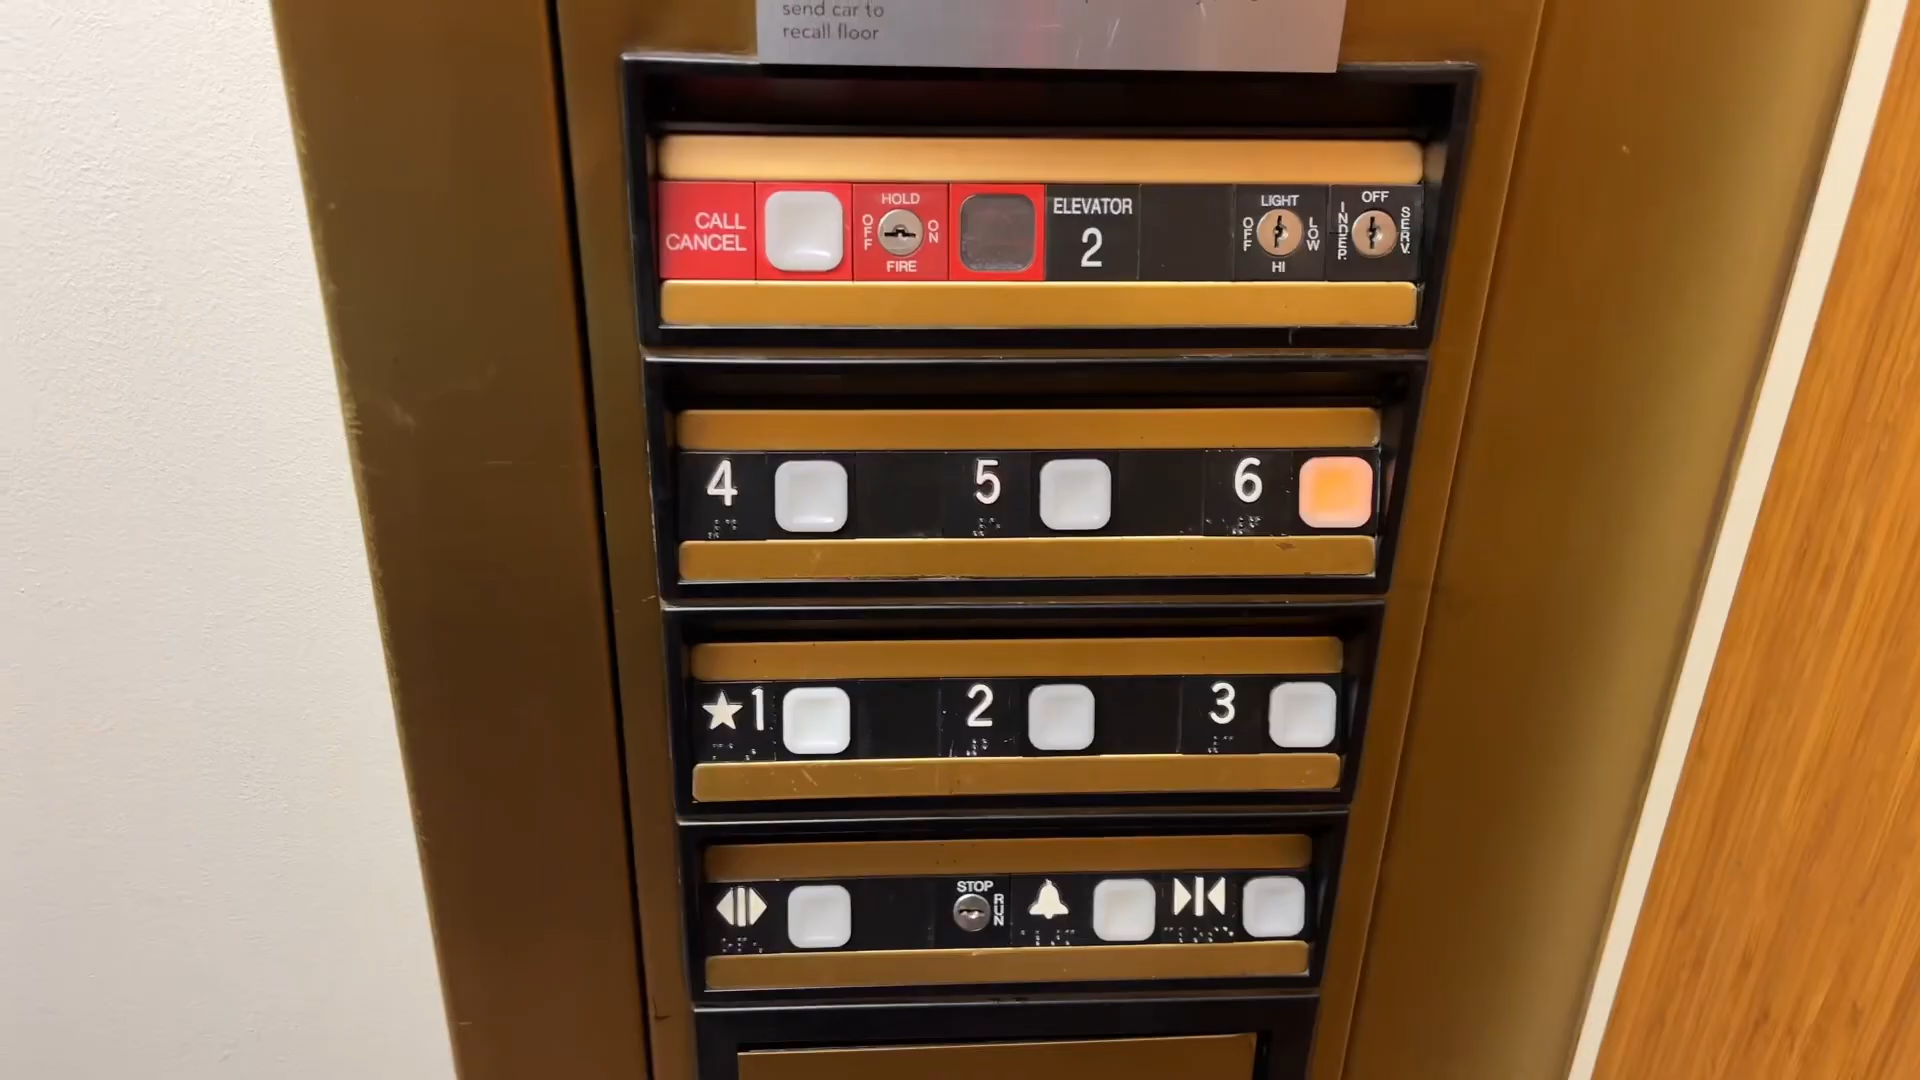 send car to
recall floor
CALL
CANCEL
HOLD
OFF
ON
FIRE
ELEVATOR
2
LIGHT
OFF
LOW
HI
OFF
INDEP.
SERV.
4
5
6
★1
2
3
STOP
RUN